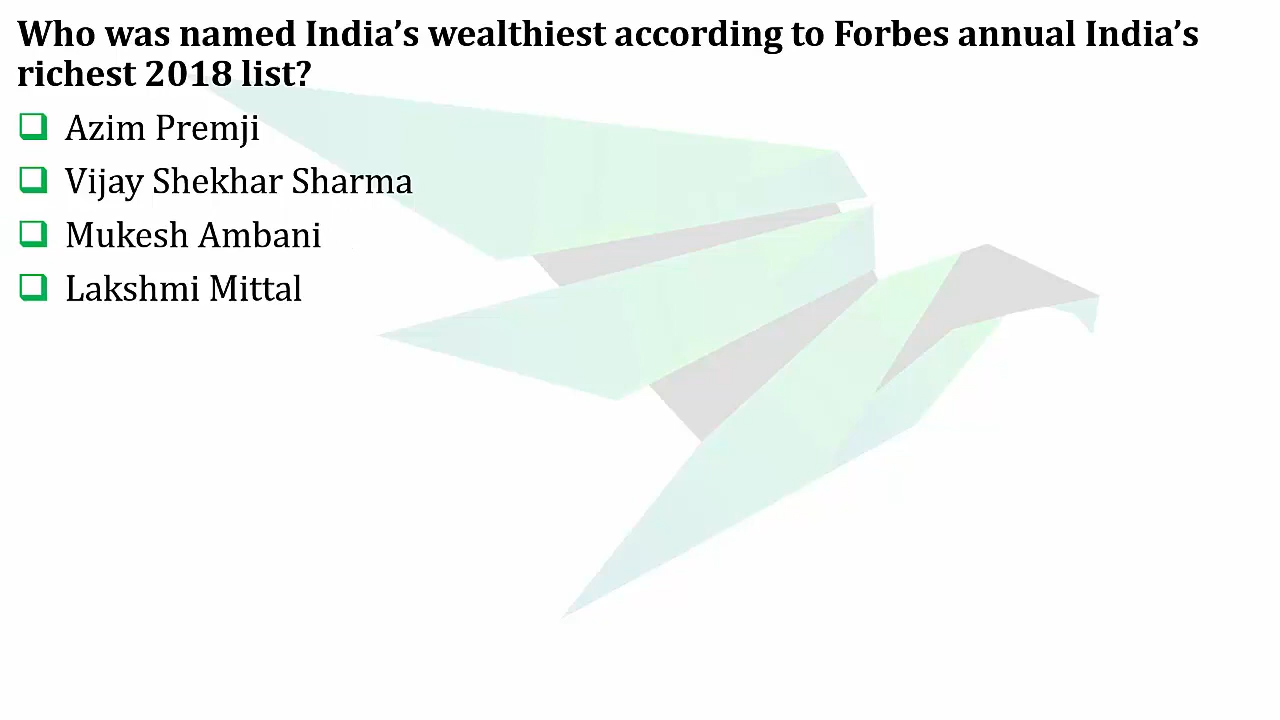 Who was named India’s wealthiest according to Forbes annual India’s
richest 2018 list?
Azim Premji
Vijay Shekhar Sharma
Mukesh Ambani
Lakshmi Mittal